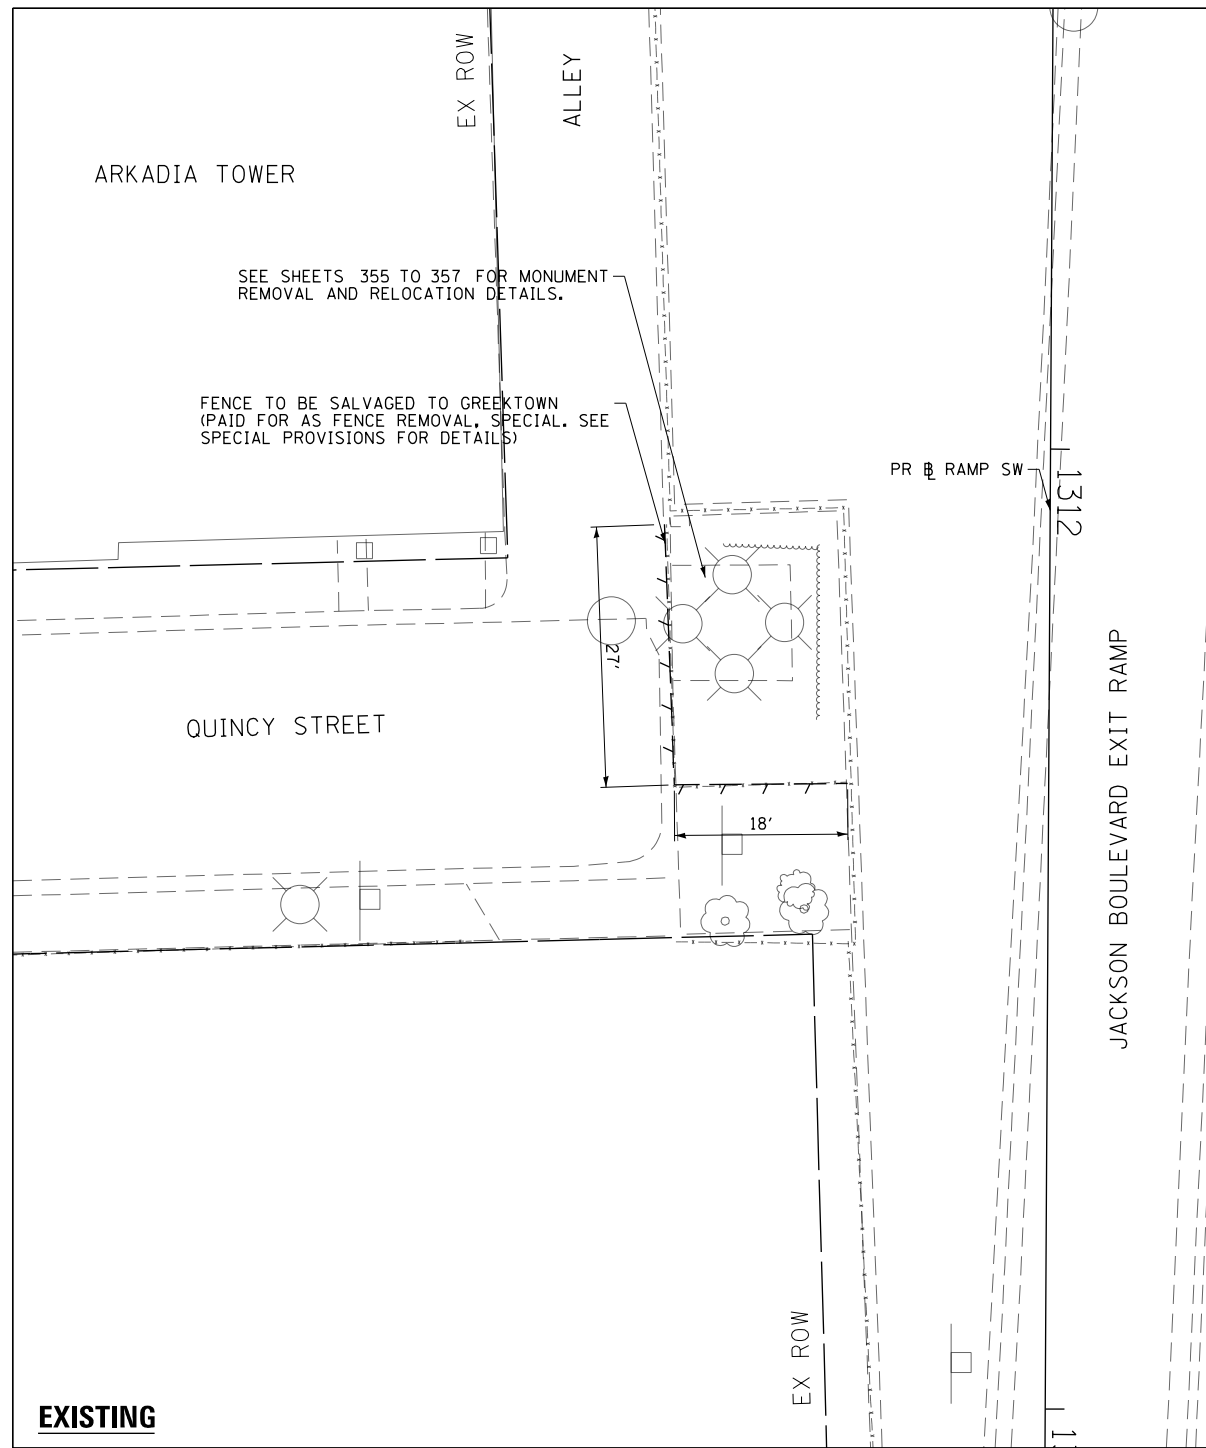 EX ROW
ALLEY
ARKADIA TOWER
SEE SHEETS 355 TO 357 FOR MONUMENT
REMOVAL AND RELOCATION DETAILS.
FENCE TO BE SALVAGED TO GREEKTOWN
(PAID FOR AS FENCE REMOVAL, SPECIAL. SEE
SPECIAL PROVISIONS FOR DETAILS)
PR ℄ RAMP SW
1312
27'
QUINCY STREET
18'
JACKSON BOULEVARD EXIT RAMP
EX ROW
EXISTING